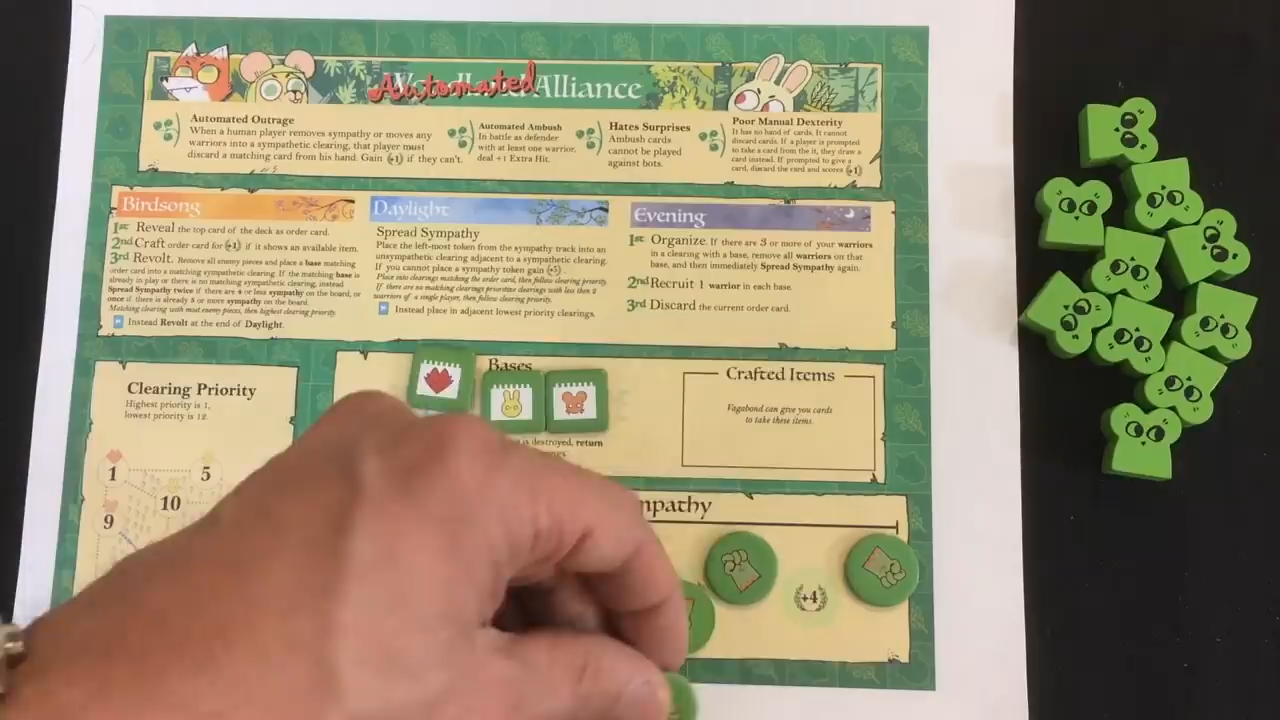 Automated Alliance
Automated Outrage
When a human player removes sympathy or moves any
warriors into a sympathetic clearing, that player must
discard a matching card from his hand. Gain (+1) if they can't.
Automated Ambush
In battle as defender
with at least one warrior,
deal +1 Extra Hit.
Hates Surprises
Ambush cards
cannot be played
against bots.
Poor Manual Dexterity
It has no hand of cards. It cannot
discard cards. If a player is prompted
to take a card from the it, they draw a
card instead. If prompted to give a
card, discard the card and scores (+1)
Birdsong
1st Reveal the top card of the deck as order card.
2nd Craft order card for (+1) if it shows an available item.
3rd Revolt. Remove all enemy pieces and place a base matching
order card into a matching sympathetic clearing. If the matching base is
already in play or there is no matching sympathetic clearing, instead
Spread Sympathy twice if there are 4 or less sympathy on the board, or
once if there is already 5 or more sympathy on the board.
Matching clearing with most enemy pieces, then highest clearing priority.
Instead Revolt at the end of Daylight.
Daylight
Spread Sympathy
Place the left-most token from the sympathy track into an
unsympathetic clearing adjacent to a sympathetic clearing.
If you cannot place a sympathy token gain (+5).
Place into clearings matching the order card, then follow clearing priority.
If there are no matching clearings prioritize clearings with less then 2
warriors of a single player, then follow clearing priority.
Instead place in adjacent lowest priority clearings.
Evening
1st Organize. If there are 3 or more of your warriors
in a clearing with a base, remove all warriors on that
base, and then immediately Spread Sympathy again.
2nd Recruit 1 warrior in each base.
3rd Discard the current order card.
Clearing Priority
Highest priority is 1,
lowest priority is 12.
1
5
10
9
Bases
is destroyed, return
Crafted Items
Vagabond can give you cards
to take these items.
mpathy
+4